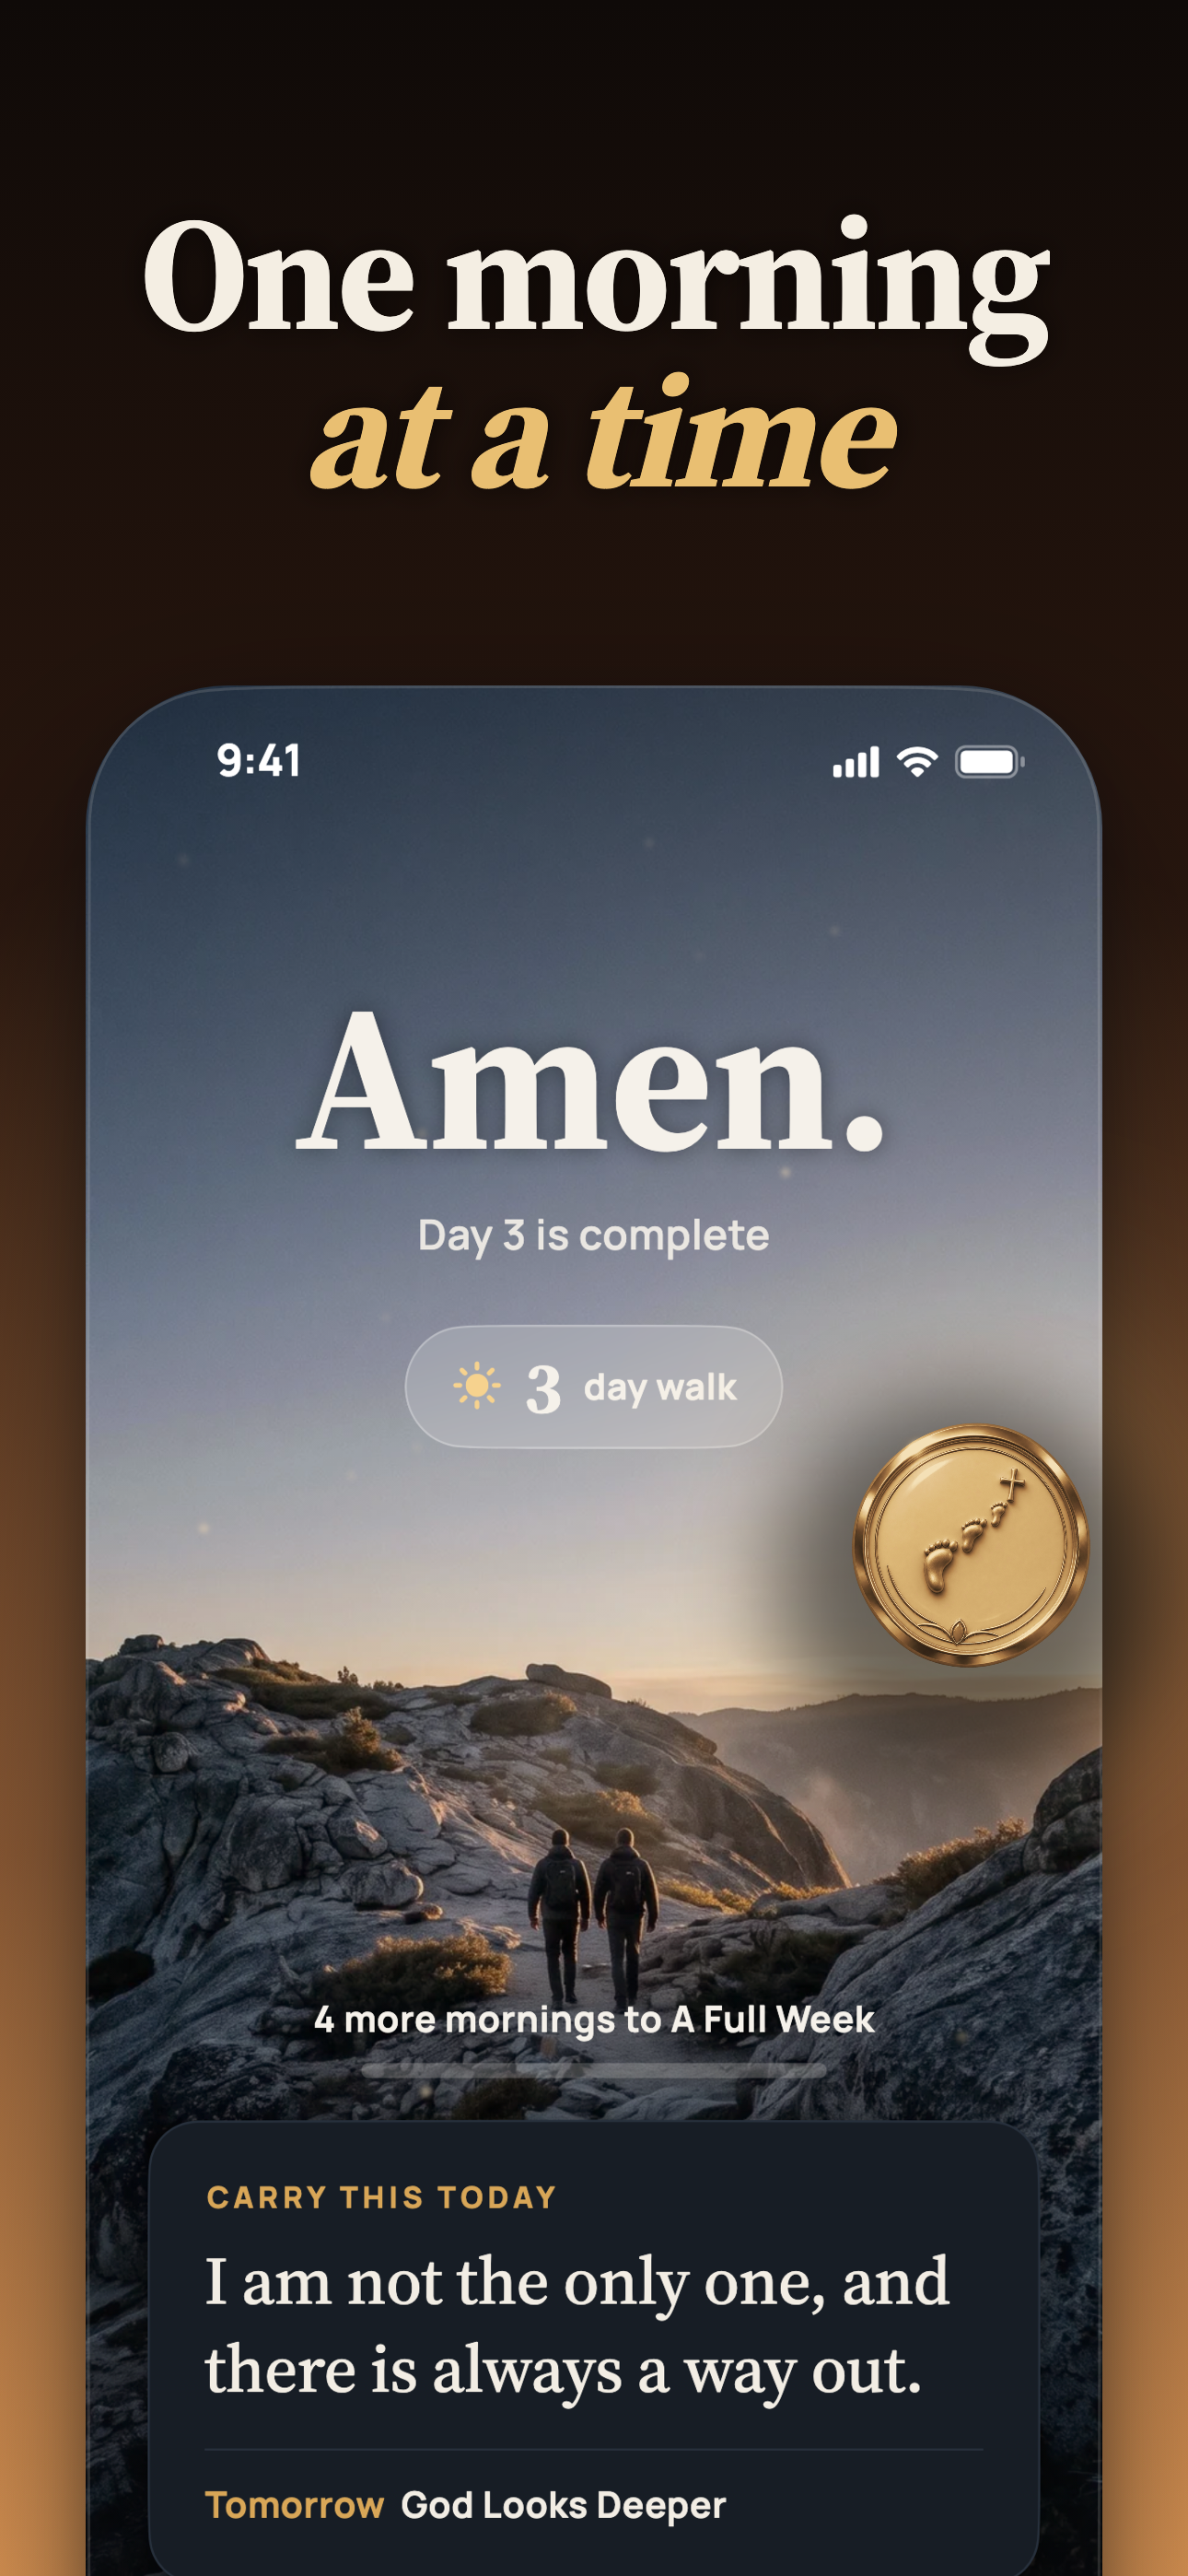 One morning
at a time
9:41
Amen.
Day 3 is complete
3 day walk
4 more mornings to A Full Week
CARRY THIS TODAY
I am not the only one, and
there is always a way out.
Tomorrow God Looks Deeper